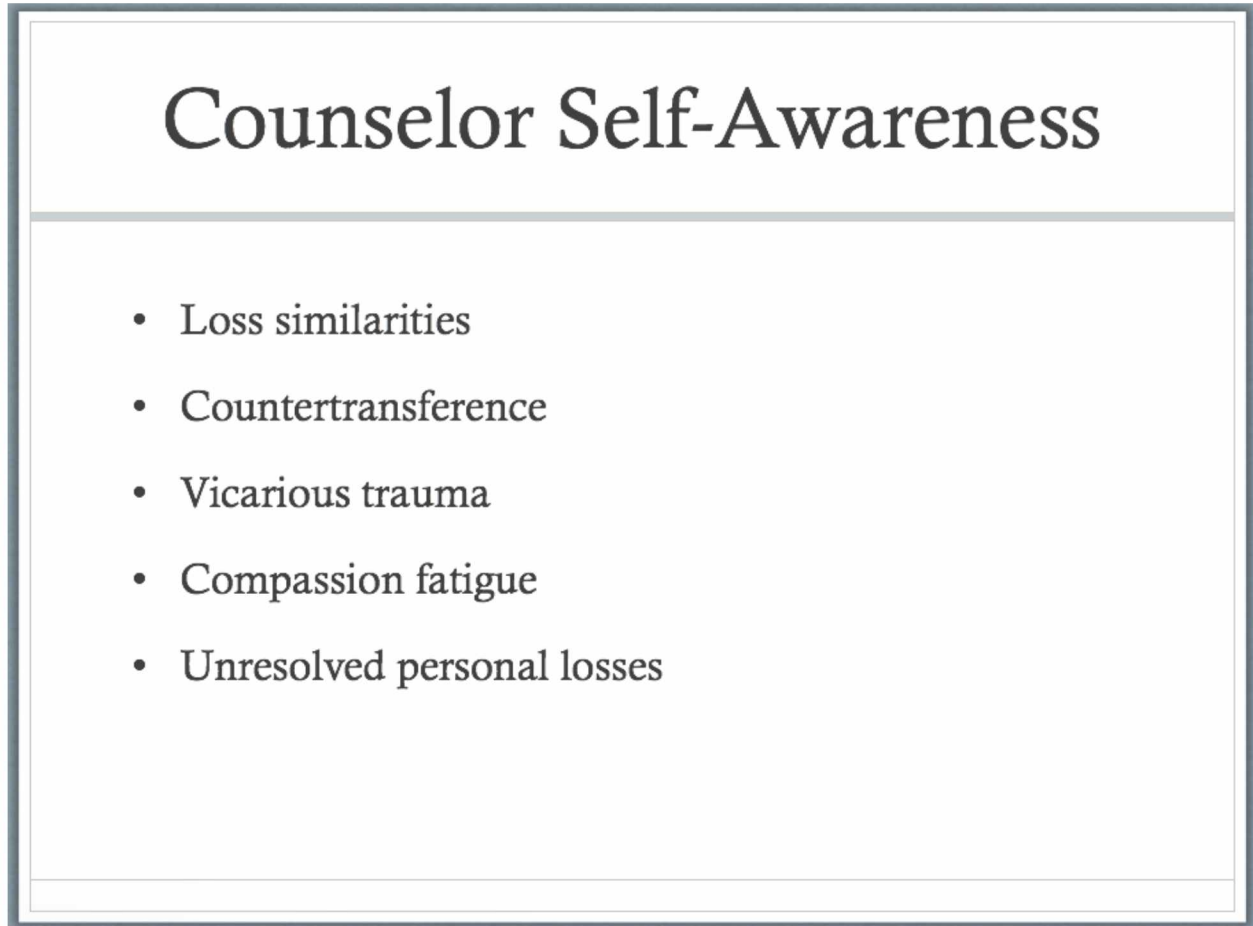 Counselor Self-Awareness
• Loss similarities
• Countertransference
• Vicarious trauma
• Compassion fatigue
• Unresolved personal losses